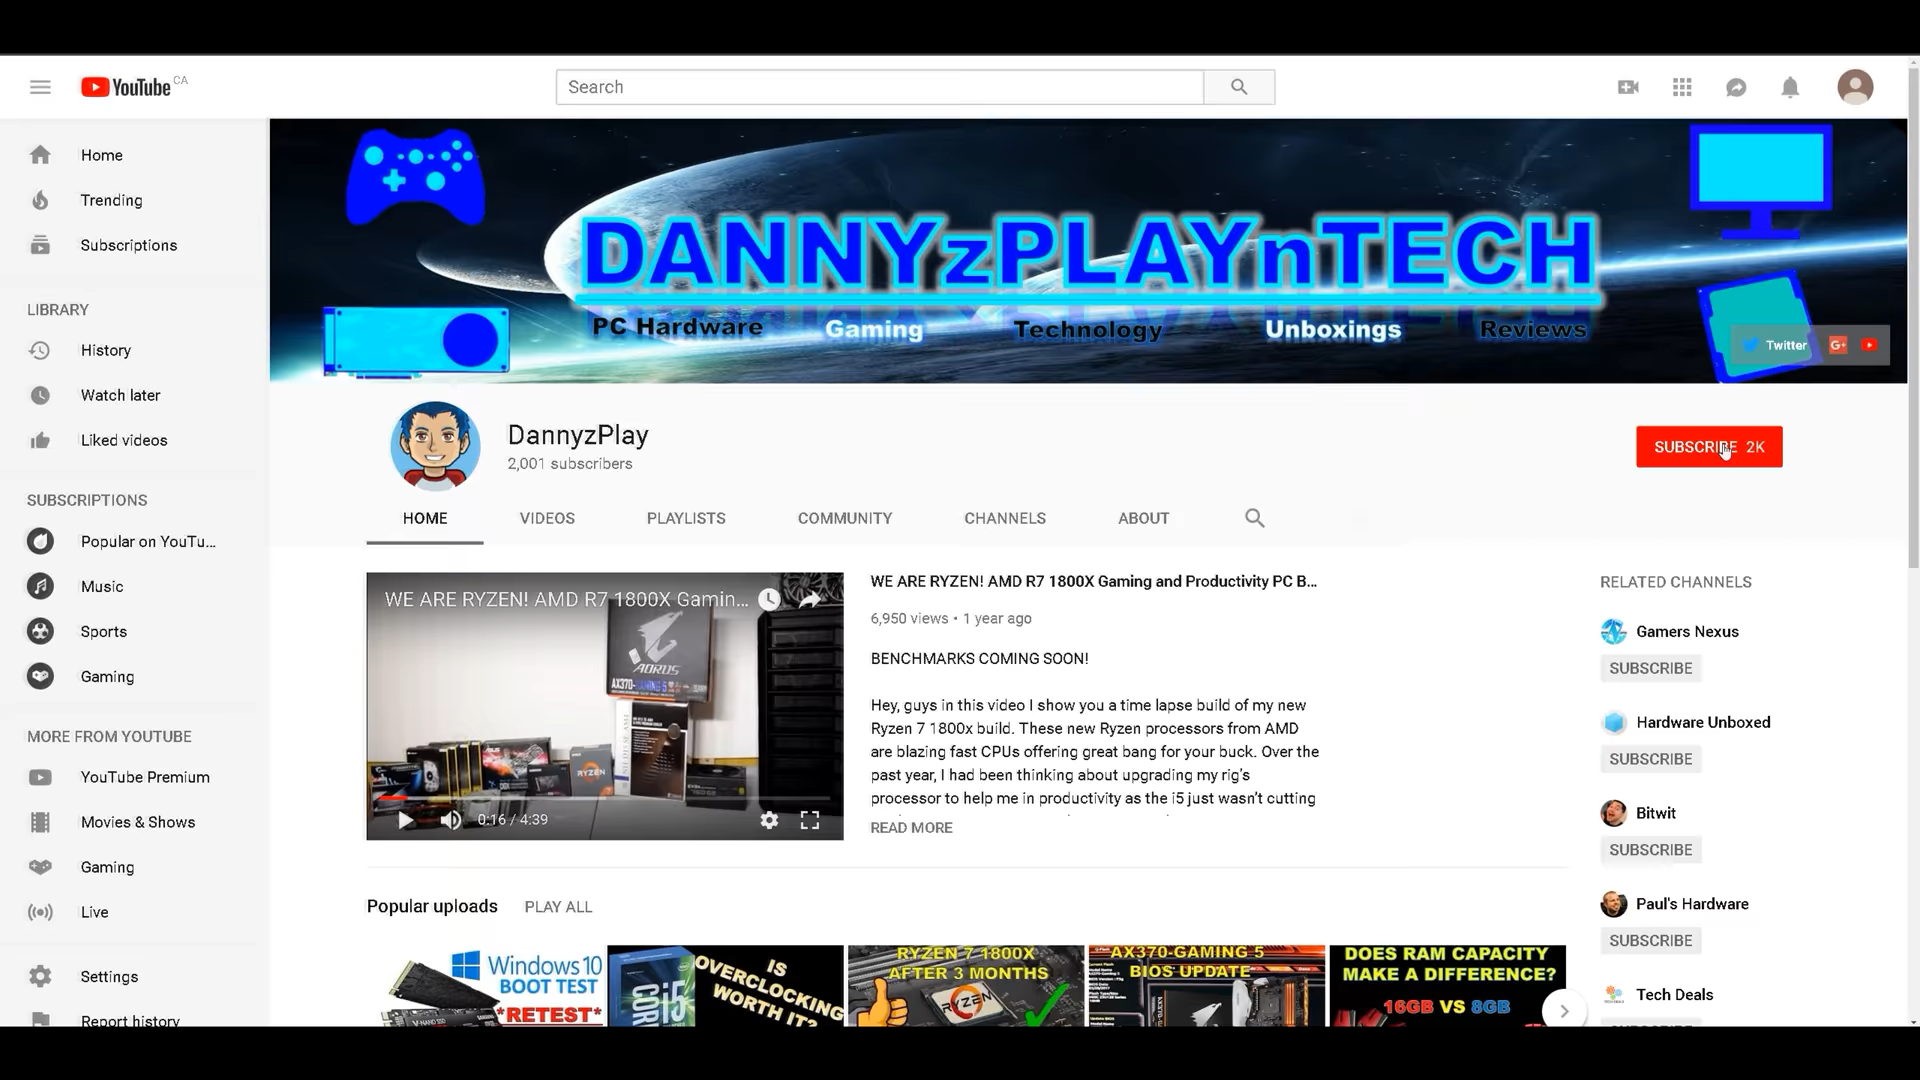 YouTube CA
Search
Home
Trending
Subscriptions
LIBRARY
History
Watch later
Liked videos
SUBSCRIPTIONS
Popular on YouTu...
Music
Sports
Gaming
MORE FROM YOUTUBE
YouTube Premium
Movies & Shows
Gaming
Live
Settings
Report history
DANNYzPLAYnTECH
PC Hardware Gaming Technology Unboxings Reviews
Twitter G+
DannyzPlay
2,001 subscribers
SUBSCRIBE 2K
HOME VIDEOS PLAYLISTS COMMUNITY CHANNELS ABOUT
WE ARE RYZEN! AMD R7 1800X Gamin...
AORUS
AX370-GAMING 5
RYZEN
0:16 / 4:39
WE ARE RYZEN! AMD R7 1800X Gaming and Productivity PC B...
6,950 views • 1 year ago
BENCHMARKS COMING SOON!
Hey, guys in this video I show you a time lapse build of my new
Ryzen 7 1800x build. These new Ryzen processors from AMD
are blazing fast CPUs offering great bang for your buck. Over the
past year, I had been thinking about upgrading my rig's
processor to help me in productivity as the i5 just wasn't cutting
READ MORE
RELATED CHANNELS
Gamers Nexus
SUBSCRIBE
Hardware Unboxed
SUBSCRIBE
Bitwit
SUBSCRIBE
Paul's Hardware
SUBSCRIBE
Tech Deals
Popular uploads PLAY ALL
Windows 10
BOOT TEST
*RETEST*
CORE i5
IS
OVERCLOCKING
WORTH IT?
RYZEN 7 1800X
AFTER 3 MONTHS
RYZEN
AX370-GAMING 5
BIOS UPDATE
DOES RAM CAPACITY
MAKE A DIFFERENCE?
16GB VS 8GB